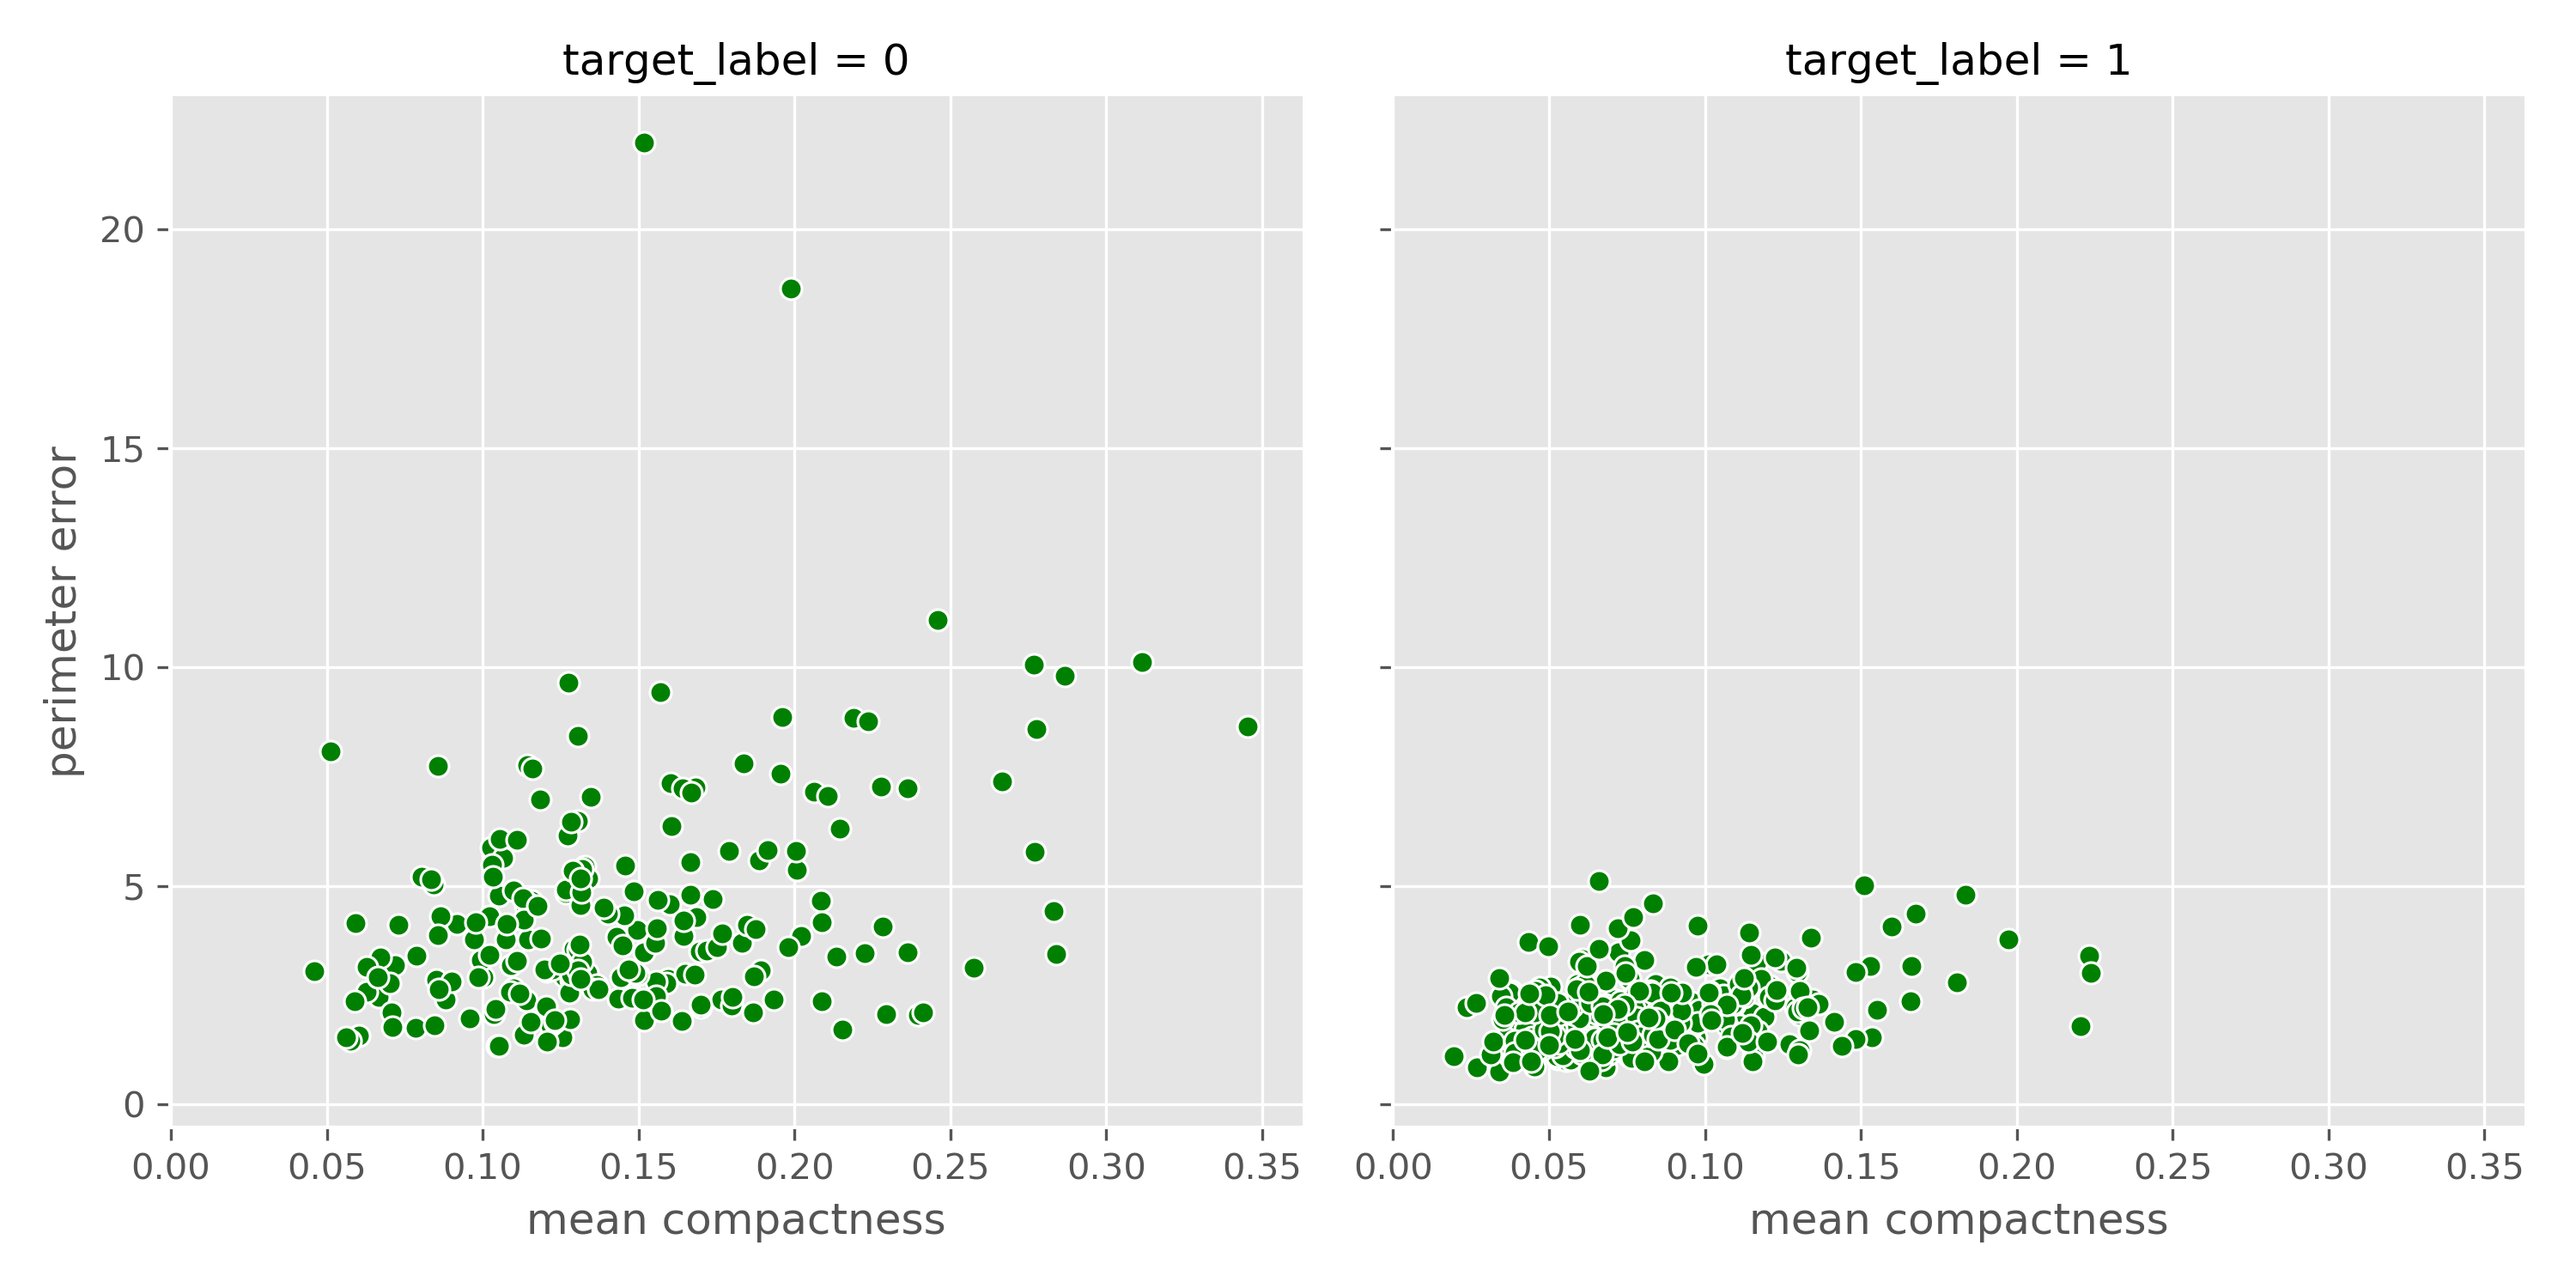 target_label = 0
target_label = 1
perimeter error
20
15
10
5
0
0.00 0.05 0.10 0.15 0.20 0.25 0.30 0.35
0.00 0.05 0.10 0.15 0.20 0.25 0.30 0.35
mean compactness
mean compactness